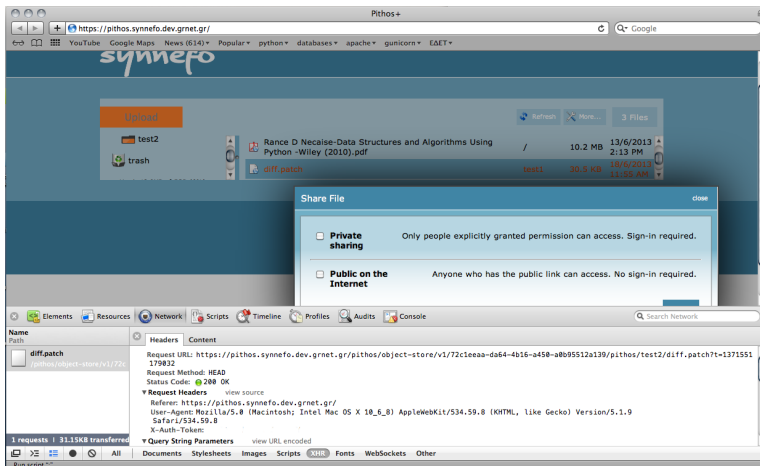 Pithos+
https://pithos.synnefo.dev.grnet.gr/
Google
YouTube Google Maps News (614) Popular python databases apache gunicorn ΕΔΕΤ
synnefo
Upload
Refresh More... 3 Files
test2
trash
Rance D Necaise-Data Structures and Algorithms Using Python -Wiley (2010).pdf / 10.2 MB 13/6/2013 2:13 PM
diff.patch test1 30.5 KB 18/6/2013 11:55 AM
Share File close
Private sharing Only people explicitly granted permission can access. Sign-in required.
Public on the Internet Anyone who has the public link can access. No sign-in required.
Elements Resources Network Scripts Timeline Profiles Audits Console Search Network
Name
Path
Headers Content
diff.patch
/pithos/object-store/v1/72c
Request URL: https://pithos.synnefo.dev.grnet.gr/pithos/object-store/v1/72c1eeaa-da64-4b16-a450-a0b95512a139/pithos/test2/diff.patch?t=1371551
179032
Request Method: HEAD
Status Code: 200 OK
Request Headers view source
Referer: https://pithos.synnefo.dev.grnet.gr/
User-Agent: Mozilla/5.0 (Macintosh; Intel Mac OS X 10_6_8) AppleWebKit/534.59.8 (KHTML, like Gecko) Version/5.1.9
Safari/534.59.8
X-Auth-Token:
Query String Parameters view URL encoded
1 requests | 31.15KB transferred
All Documents Stylesheets Images Scripts XHR Fonts WebSockets Other
Run script